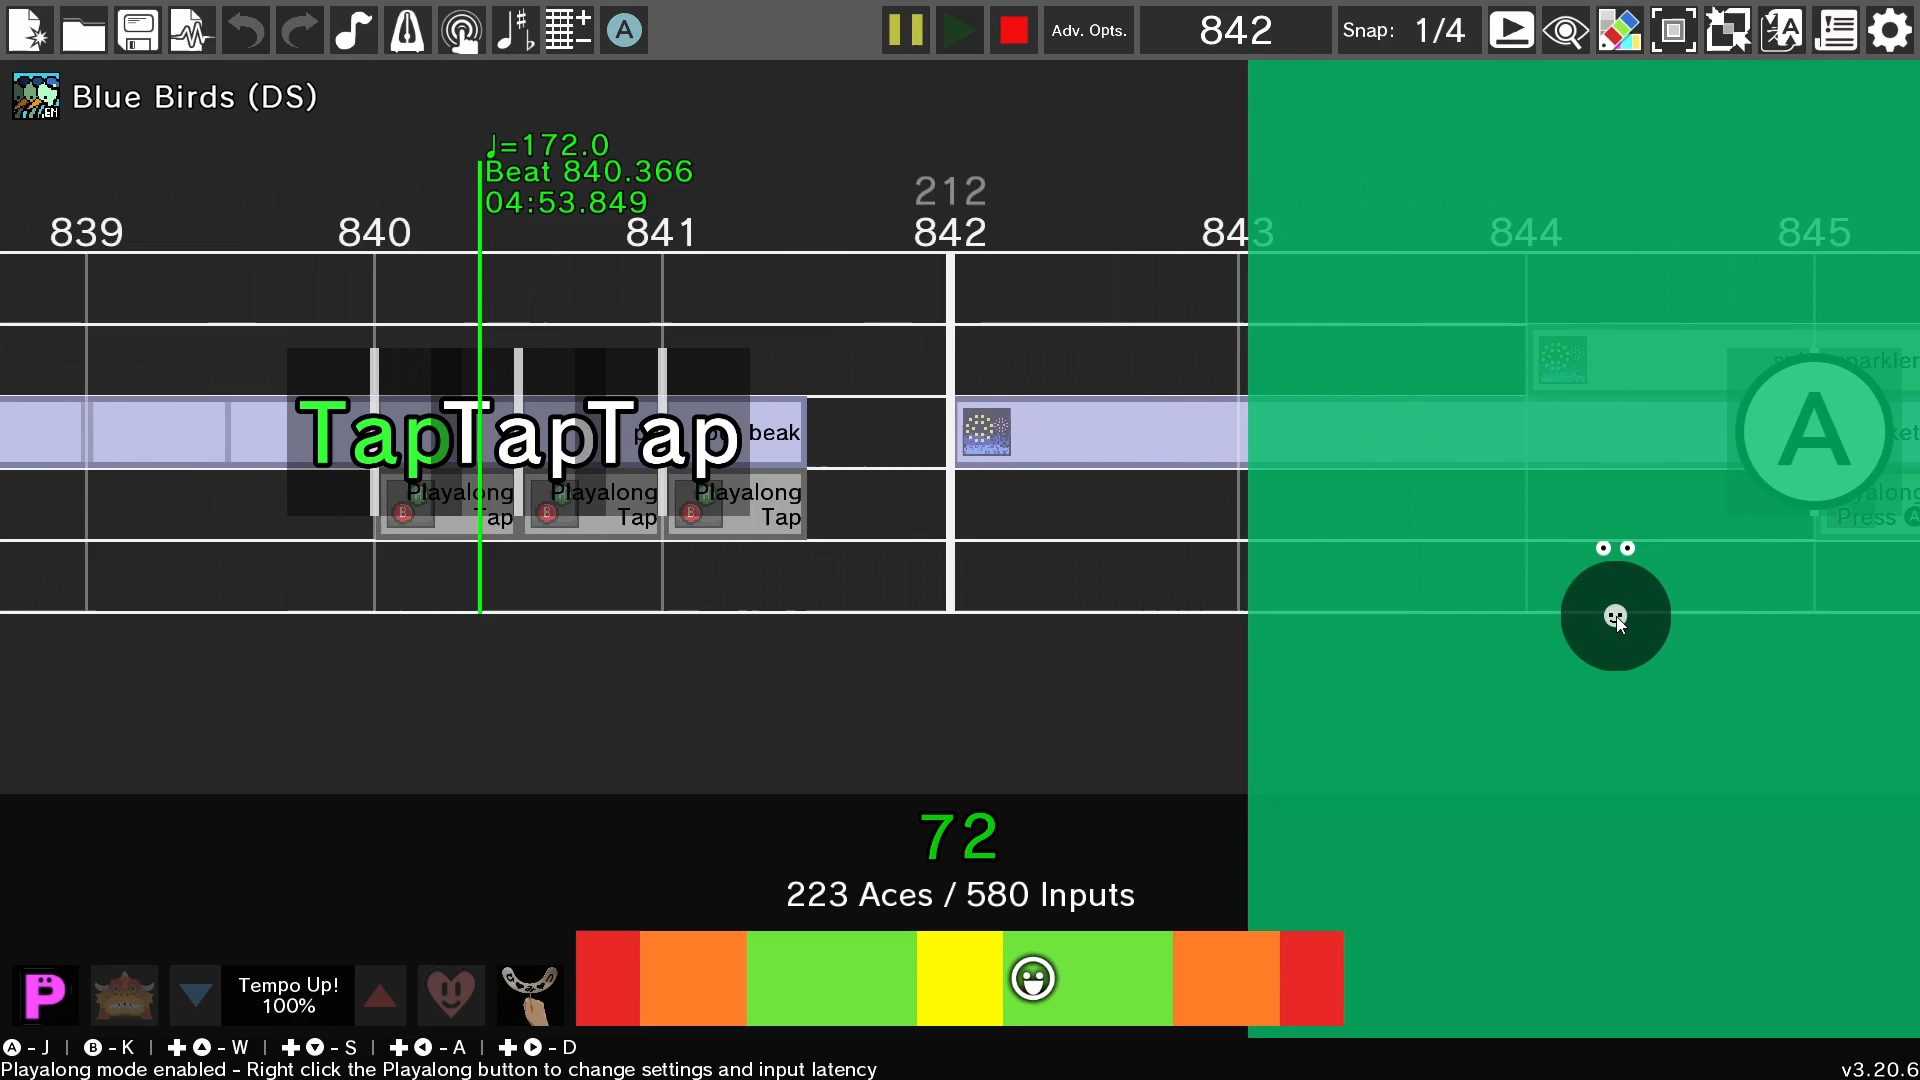 A
Adv. Opts.
842
Snap: 1/4
Blue Birds (DS)
♩=172.0
Beat 840.366
04:53.849
212
839 840 841 842 843 844 845
TapTapTap
beak
A
Playalong
Tap
Playalong
Tap
Playalong
Tap
Press A
72
223 Aces / 580 Inputs
P
Tempo Up!
100%
A - J | B - K | - W | - S | - A | - D
Playalong mode enabled - Right click the Playalong button to change settings and input latency
v3.20.6